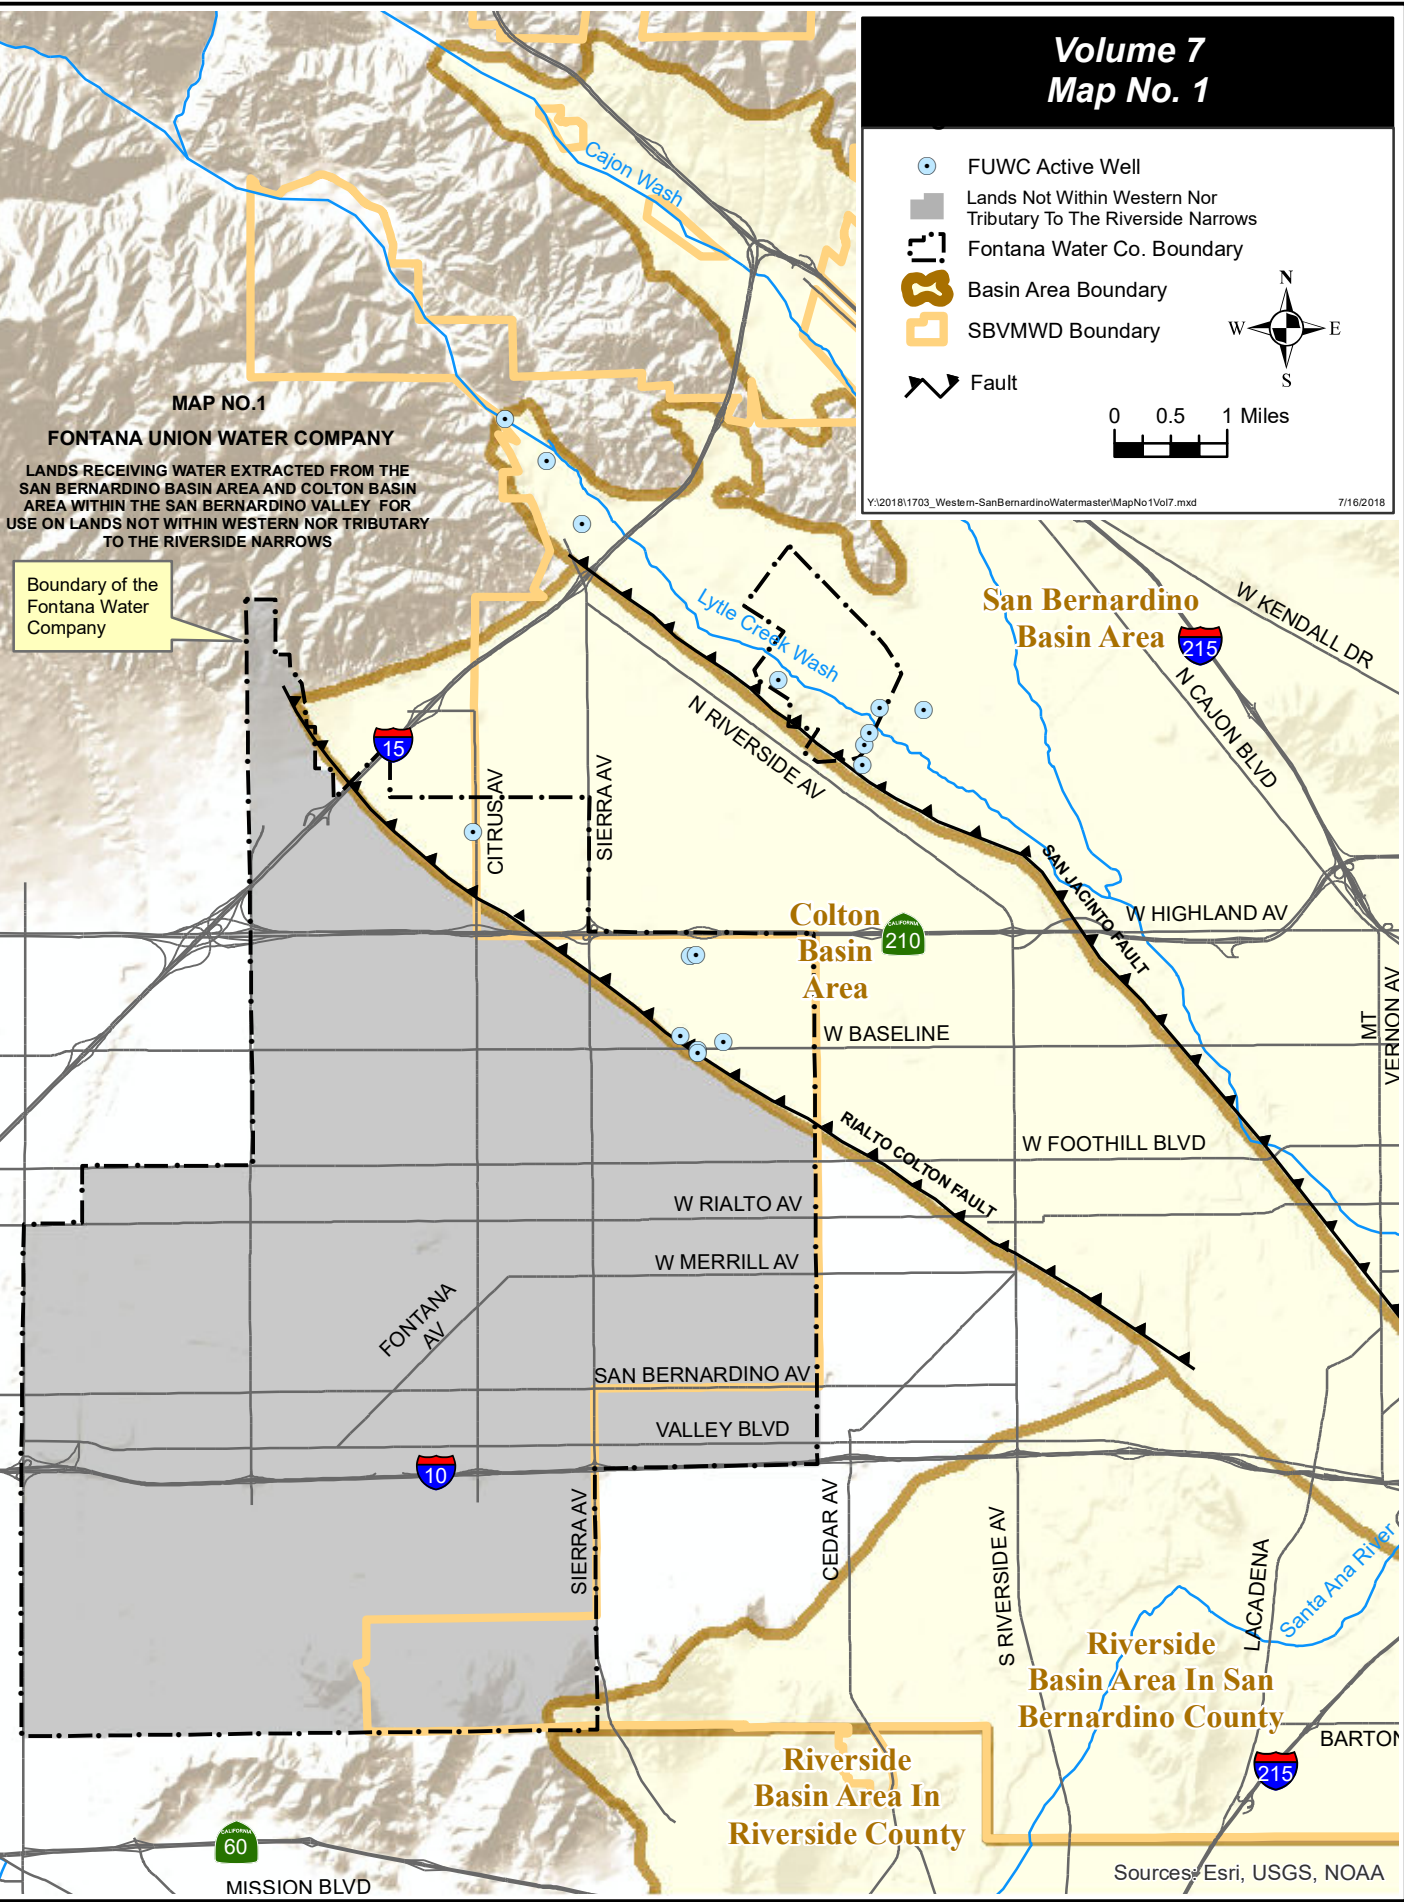 Volume 7
Map No. 1
FUWC Active Well
Lands Not Within Western Nor
Tributary To The Riverside Narrows
Fontana Water Co. Boundary
Basin Area Boundary
SBVMWD Boundary
Fault
N
W
E
S
0 0.5 1 Miles
Y:\2018\1703_Western-SanBernardinoWatermaster\MapNo1Vol7.mxd
7/16/2018
Cajon Wash
MAP NO.1
FONTANA UNION WATER COMPANY
LANDS RECEIVING WATER EXTRACTED FROM THE
SAN BERNARDINO BASIN AREA AND COLTON BASIN
AREA WITHIN THE SAN BERNARDINO VALLEY FOR
USE ON LANDS NOT WITHIN WESTERN NOR TRIBUTARY
TO THE RIVERSIDE NARROWS
Boundary of the
Fontana Water
Company
Lytle Creek Wash
San Bernardino
Basin Area
215
W KENDALL DR
N CAJON BLVD
N RIVERSIDE AV
15
CITRUS AV
SIERRA AV
SAN JACINTO FAULT
Colton
Basin
Area
CALIFORNIA
210
W HIGHLAND AV
W BASELINE
MT
VERNON AV
RIALTO COLTON FAULT
W FOOTHILL BLVD
W RIALTO AV
W MERRILL AV
FONTANA
AV
SAN BERNARDINO AV
VALLEY BLVD
10
SIERRA AV
CEDAR AV
S RIVERSIDE AV
LACADENA
Santa Ana River
Riverside
Basin Area In San
Bernardino County
BARTON
215
Riverside
Basin Area In
Riverside County
CALIFORNIA
60
MISSION BLVD
Sources: Esri, USGS, NOAA